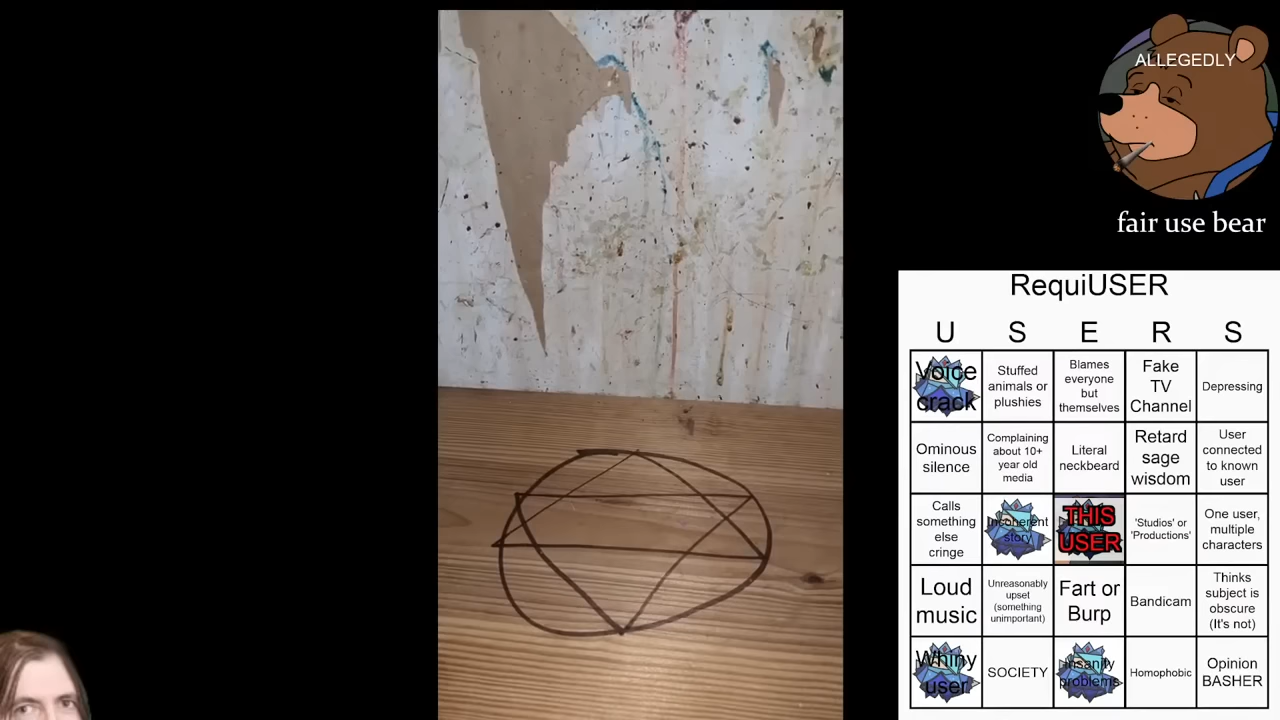 ALLEGEDLY
fair use bear
RequiUSER
U S E R S
Voice
crack
Stuffed
animals or
plushies
Blames
everyone
but
themselves
Fake
TV
Channel
Depressing
Ominous
silence
Complaining
about 10+
year old
media
Literal
neckbeard
Retard
sage
wisdom
User
connected
to known
user
Calls
something
else
cringe
Incoherent
story
THIS
USER
'Studios' or
'Productions'
One user,
multiple
characters
Loud
music
Unreasonably
upset
(something
unimportant)
Fart or
Burp
Bandicam
Thinks
subject is
obscure
(It's not)
Whiny
user
SOCIETY
Insanity
problems
Homophobic
Opinion
BASHER